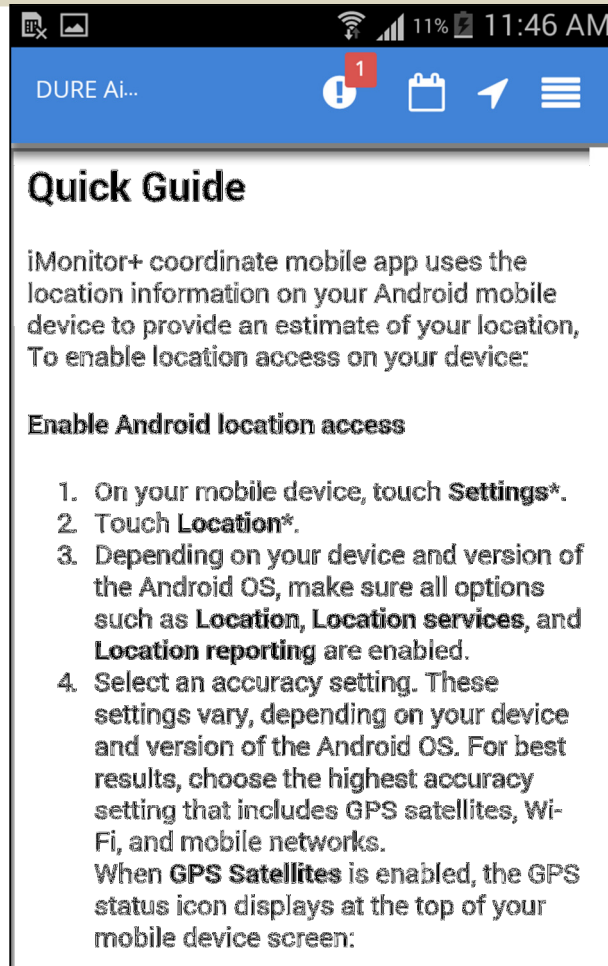 11% 11:46 AM
DURE Ai... 1
Quick Guide
iMonitor+ coordinate mobile app uses the
location information on your Android mobile
device to provide an estimate of your location,
To enable location access on your device:
Enable Android location access
1. On your mobile device, touch Settings*.
2. Touch Location*.
3. Depending on your device and version of
the Android OS, make sure all options
such as Location, Location services, and
Location reporting are enabled.
4. Select an accuracy setting. These
settings vary, depending on your device
and version of the Android OS. For best
results, choose the highest accuracy
setting that includes GPS satellites, Wi-
Fi, and mobile networks.
When GPS Satellites is enabled, the GPS
status icon displays at the top of your
mobile device screen: